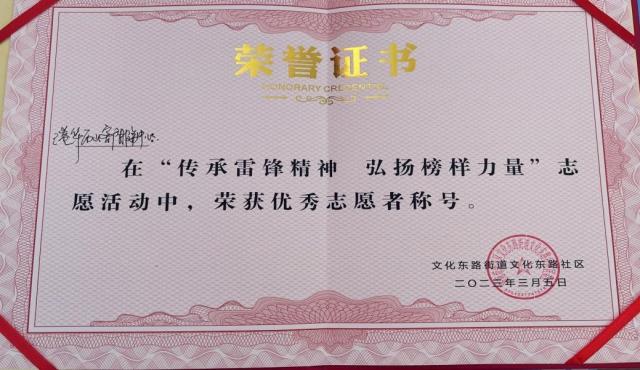 荣誉证书
HONORARY CREDENTIAL
在“传承雷锋精神 弘扬榜样力量”志
愿活动中，荣获优秀志愿者称号。
文化东路街道文化东路社区
二〇二三年三月五日